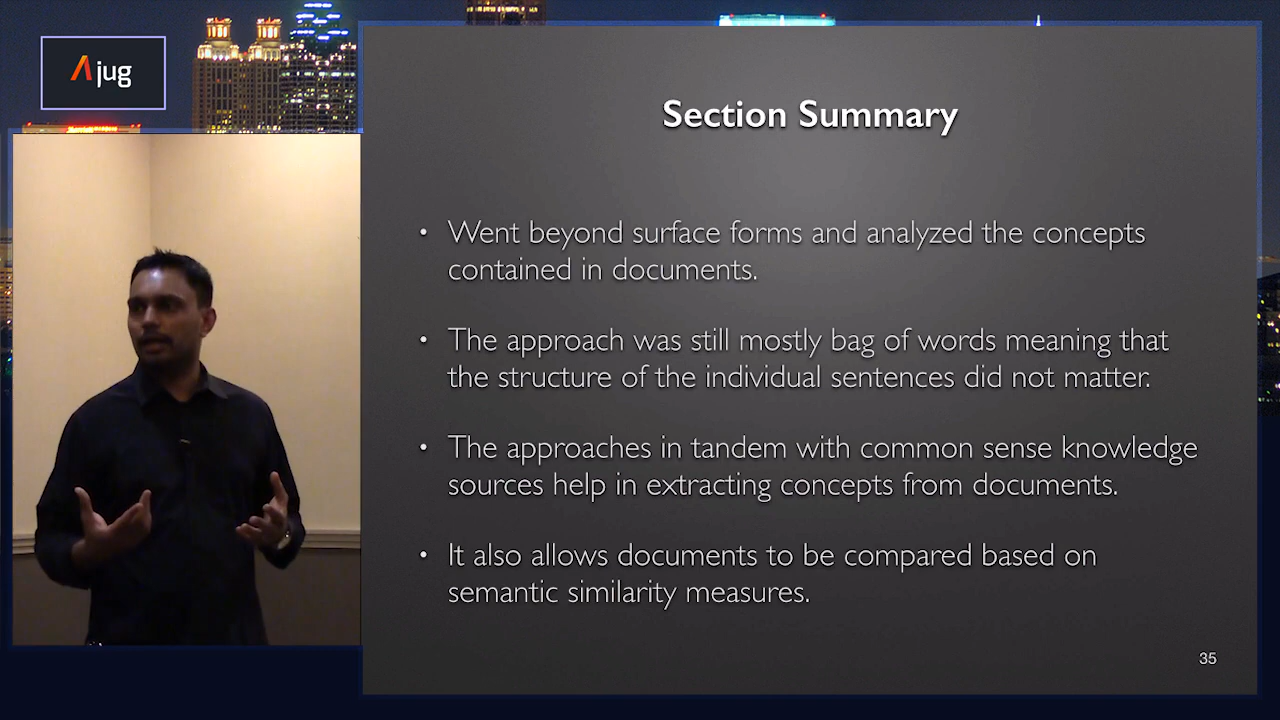 Ajug
Section Summary
• Went beyond surface forms and analyzed the concepts
contained in documents.
• The approach was still mostly bag of words meaning that
the structure of the individual sentences did not matter.
• The approaches in tandem with common sense knowledge
sources help in extracting concepts from documents.
• It also allows documents to be compared based on
semantic similarity measures.
35